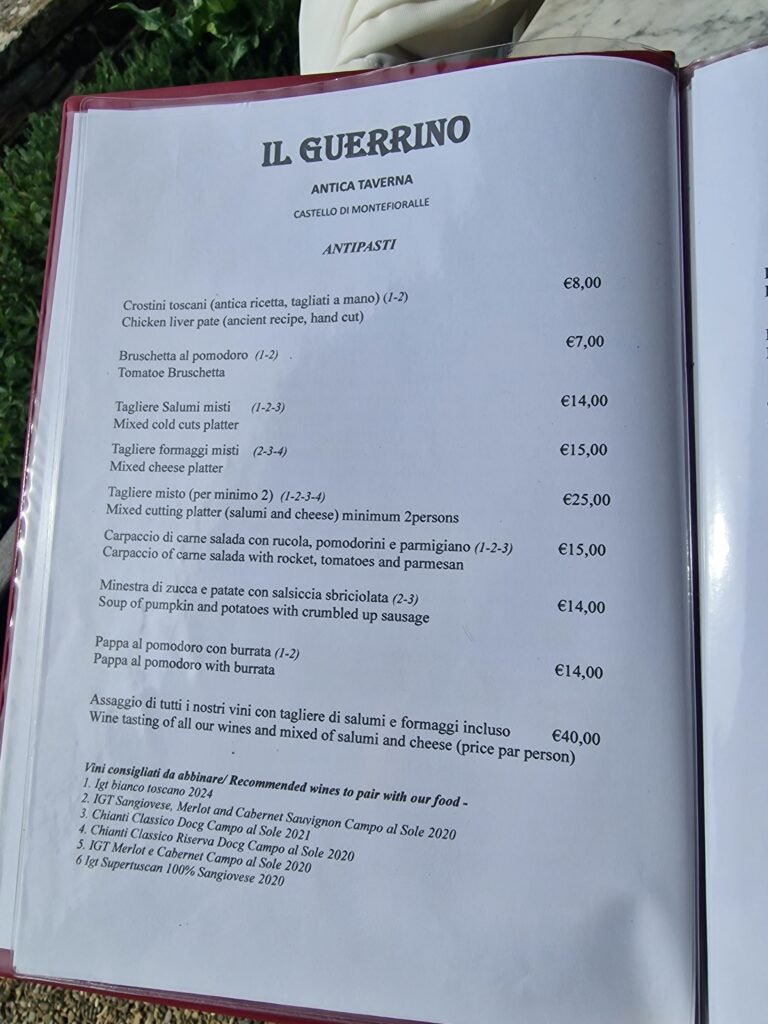 IL GUERRINO
ANTICA TAVERNA
CASTELLO DI MONTEFIORALLE
ANTIPASTI
Crostini toscani (antica ricetta, tagliati a mano) (1-2) €8,00
Chicken liver pate (ancient recipe, hand cut)
Bruschetta al pomodoro (1-2) . €7,00
Tomatoe Bruschetta
Tagliere Salumi misti (1-2-3) €14,00
Mixed cold cuts platter
Tagliere formaggi misti (2-3-4) €15,00
Mixed cheese platter
Tagliere misto (per minimo 2) (1-2-3-4) €25,00
Mixed cutting platter (salumi and cheese) minimum 2persons
Carpaccio di carne salada con rucola, pomodorini e parmigiano (1-2-3) €15,00
Carpaccio of carne salada with rocket, tomatoes and parmesan
Minestra di zucca e patate con salsiccia sbriciolata (2-3) €14,00
Soup of pumpkin and potatoes with crumbled up sausage
Pappa al pomodoro con burrata (1-2) €14,00
Pappa al pomodoro with burrata
Assaggio di tutti i nostri vini con tagliere di salumi e formaggi incluso €40,00
Wine tasting of all our wines and mixed of salumi and cheese (price par person)
Vini consigliati da abbinare/ Recommended wines to pair with our food -
1. Igt bianco toscano 2024
2. IGT Sangiovese, Merlot and Cabernet Sauvignon Campo al Sole 2020
3. Chianti Classico Docg Campo al Sole 2021
4. Chianti Classico Riserva Docg Campo al Sole 2020
5. IGT Merlot e Cabernet Campo al Sole 2020
6 Igt Supertuscan 100% Sangiovese 2020